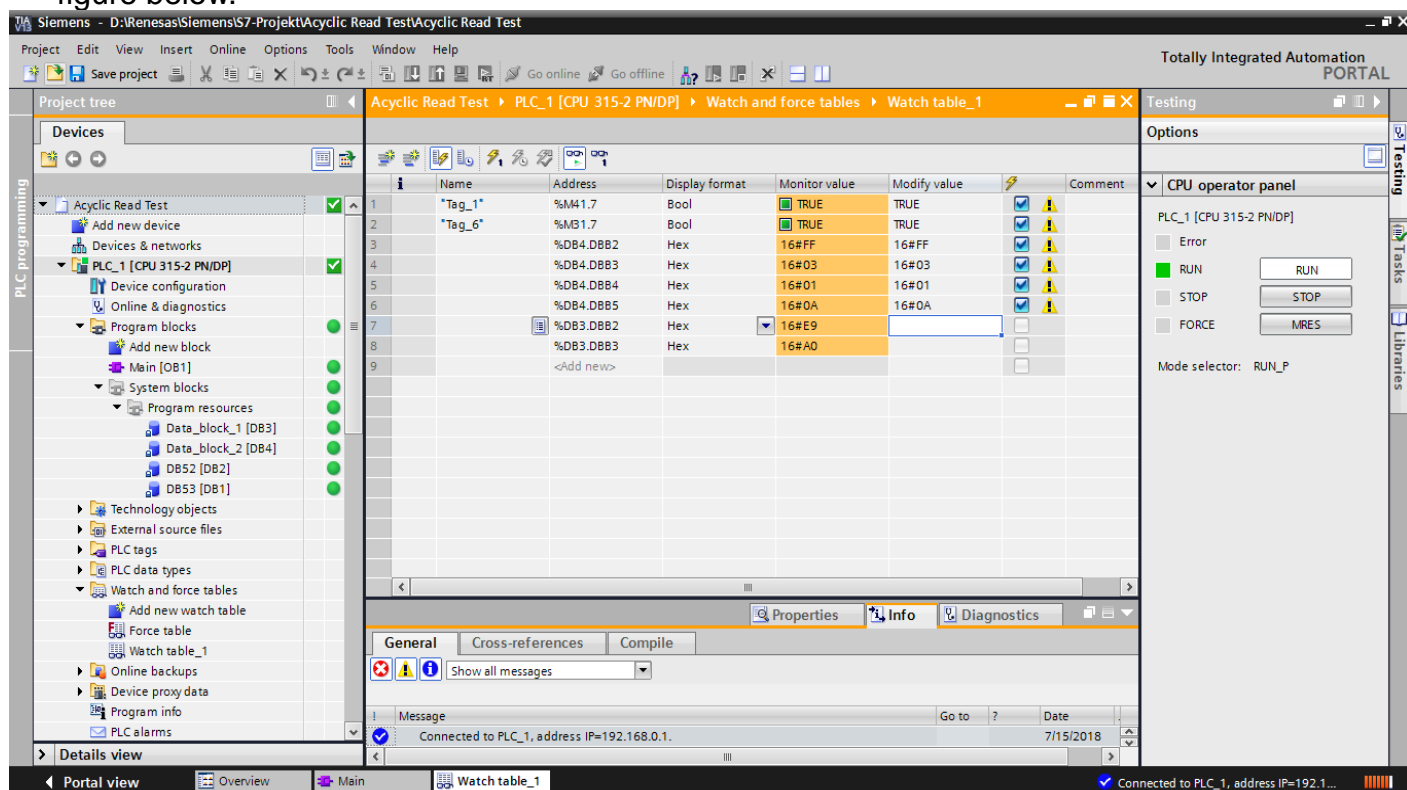 figure below.
TIA V13 Siemens - D:\Renesas\Siemens\S7-Projekt\Acyclic Read Test\Acyclic Read Test
Project Edit View Insert Online Options Tools Window Help
Save project Go online Go offline
Totally Integrated Automation
PORTAL
Project tree
Acyclic Read Test PLC_1 [CPU 315-2 PN/DP] Watch and force tables Watch table_1
Testing
Devices
Options
PLC programming
i Name Address Display format Monitor value Modify value Comment
1 "Tag_1" %M41.7 Bool TRUE TRUE
2 "Tag_6" %M31.7 Bool TRUE TRUE
3 %DB4.DBB2 Hex 16#FF 16#FF
4 %DB4.DBB3 Hex 16#03 16#03
5 %DB4.DBB4 Hex 16#01 16#01
6 %DB4.DBB5 Hex 16#0A 16#0A
7 %DB3.DBB2 Hex 16#E9
8 %DB3.DBB3 Hex 16#A0
9 <Add new>
Acyclic Read Test
Add new device
Devices & networks
PLC_1 [CPU 315-2 PN/DP]
Device configuration
Online & diagnostics
Program blocks
Add new block
Main [OB1]
System blocks
Program resources
Data_block_1 [DB3]
Data_block_2 [DB4]
DB52 [DB2]
DB53 [DB1]
Technology objects
External source files
PLC tags
PLC data types
Watch and force tables
Add new watch table
Force table
Watch table_1
Online backups
Device proxy data
Program info
PLC alarms
Details view
CPU operator panel
PLC_1 [CPU 315-2 PN/DP]
Error
RUN RUN
STOP STOP
FORCE MRES
Mode selector: RUN_P
Testing
Tasks
Libraries
Properties Info Diagnostics
General Cross-references Compile
Show all messages
! Message Go to ? Date
Connected to PLC_1, address IP=192.168.0.1. 7/15/2018
Portal view Overview Main Watch table_1 Connected to PLC_1, address IP=192.1...